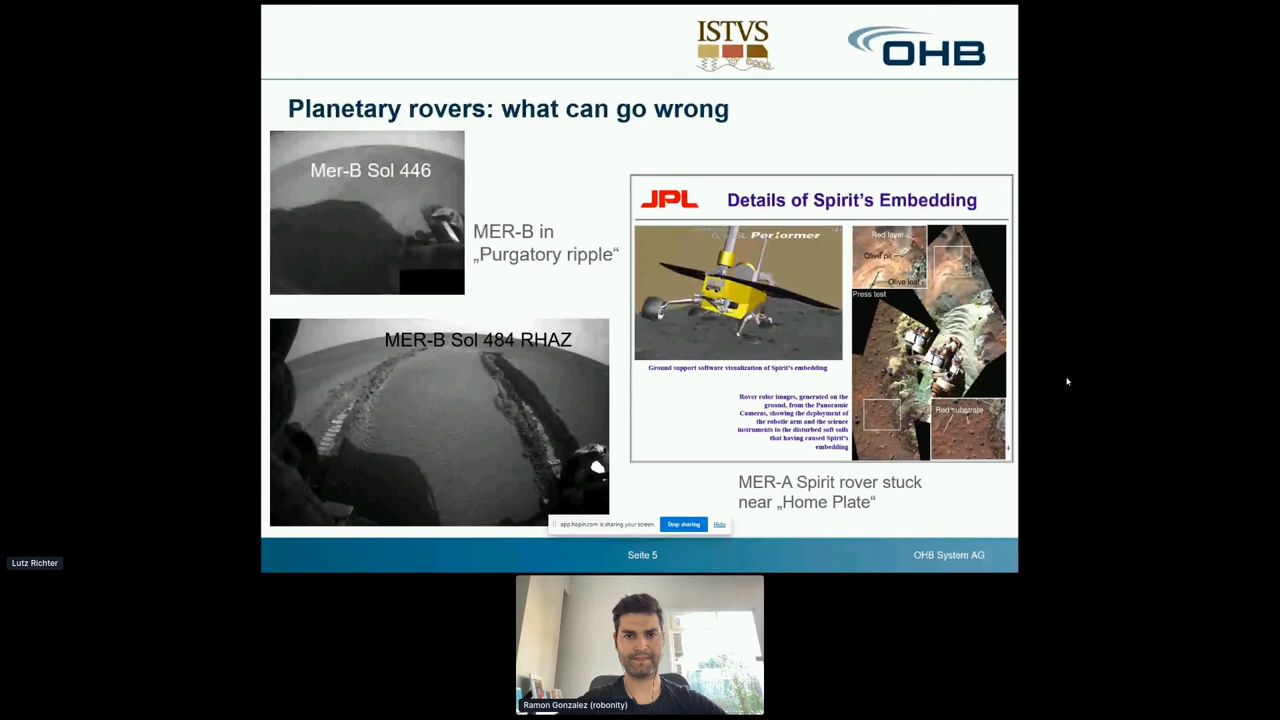 ISTVS
OHB
Planetary rovers: what can go wrong
Mer-B Sol 446
MER-B in
„Purgatory ripple“
MER-B Sol 484 RHAZ
JPL
Details of Spirit's Embedding
Performer
Ground support software visualization of Spirit's embedding
Rover color images, generated on the
ground, from the Panoramic
Cameras, showing the deployment of
the robotic arm and the science
instruments to the disturbed soft soils
that having caused Spirit's
embedding
Red layer
Olive pit
Olive leaf
Press test
Red substrate
4
MER-A Spirit rover stuck
near „Home Plate“
app.hopin.com is sharing your screen.
Stop sharing
Hide
Seite 5
OHB System AG
Lutz Richter
Ramon Gonzalez (robonity)